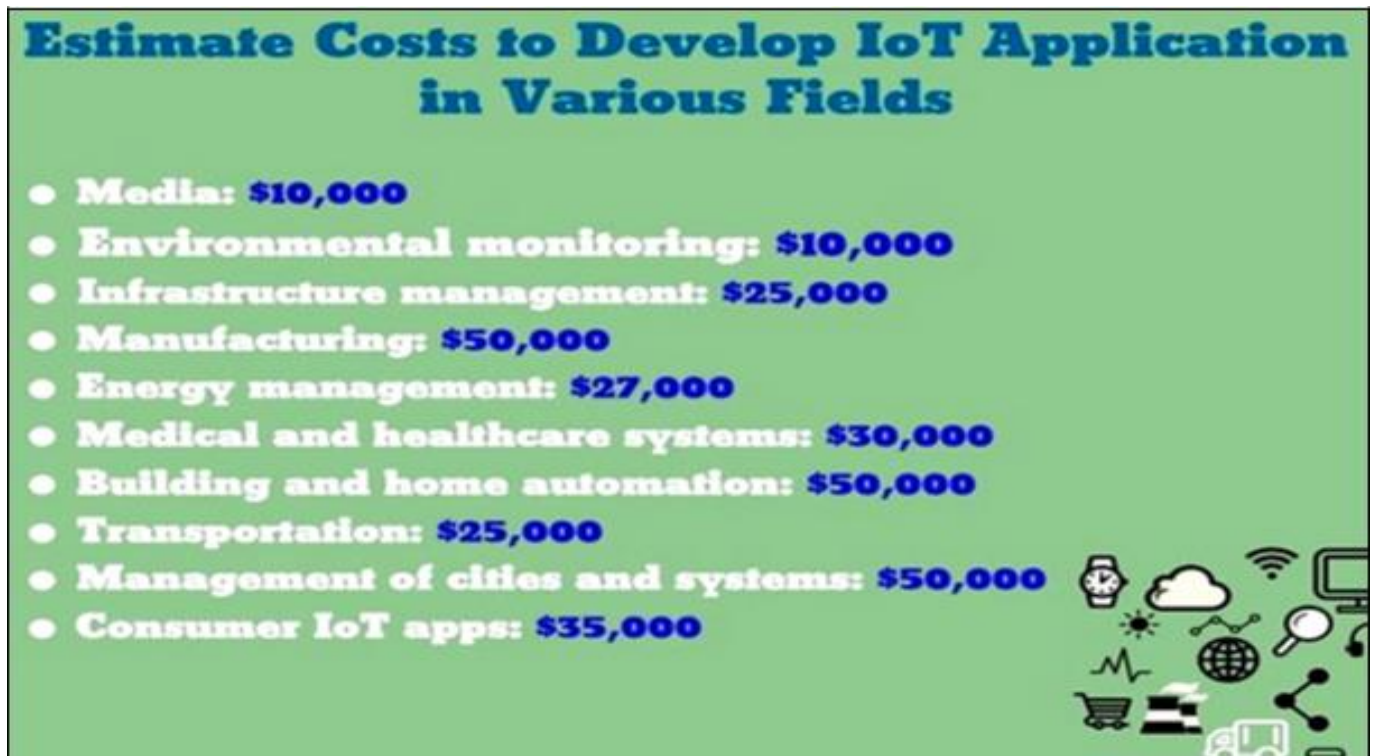 Estimate Costs to Develop IoT Application
in Various Fields
● Media: $10,000
● Environmental monitoring: $10,000
● Infrastructure management: $25,000
● Manufacturing: $50,000
● Energy management: $27,000
● Medical and healthcare systems: $30,000
● Building and home automation: $50,000
● Transportation: $25,000
● Management of cities and systems: $50,000
● Consumer IoT apps: $35,000